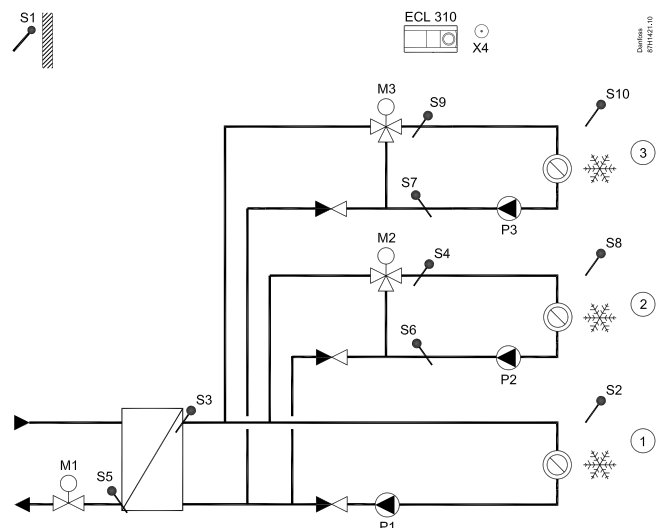 S1
ECL 310
X4
Danfoss
87H1421.10
M3
S9
S10
3
S7
P3
M2
S4
S8
2
S6
P2
S3
S2
1
M1
S5
P1